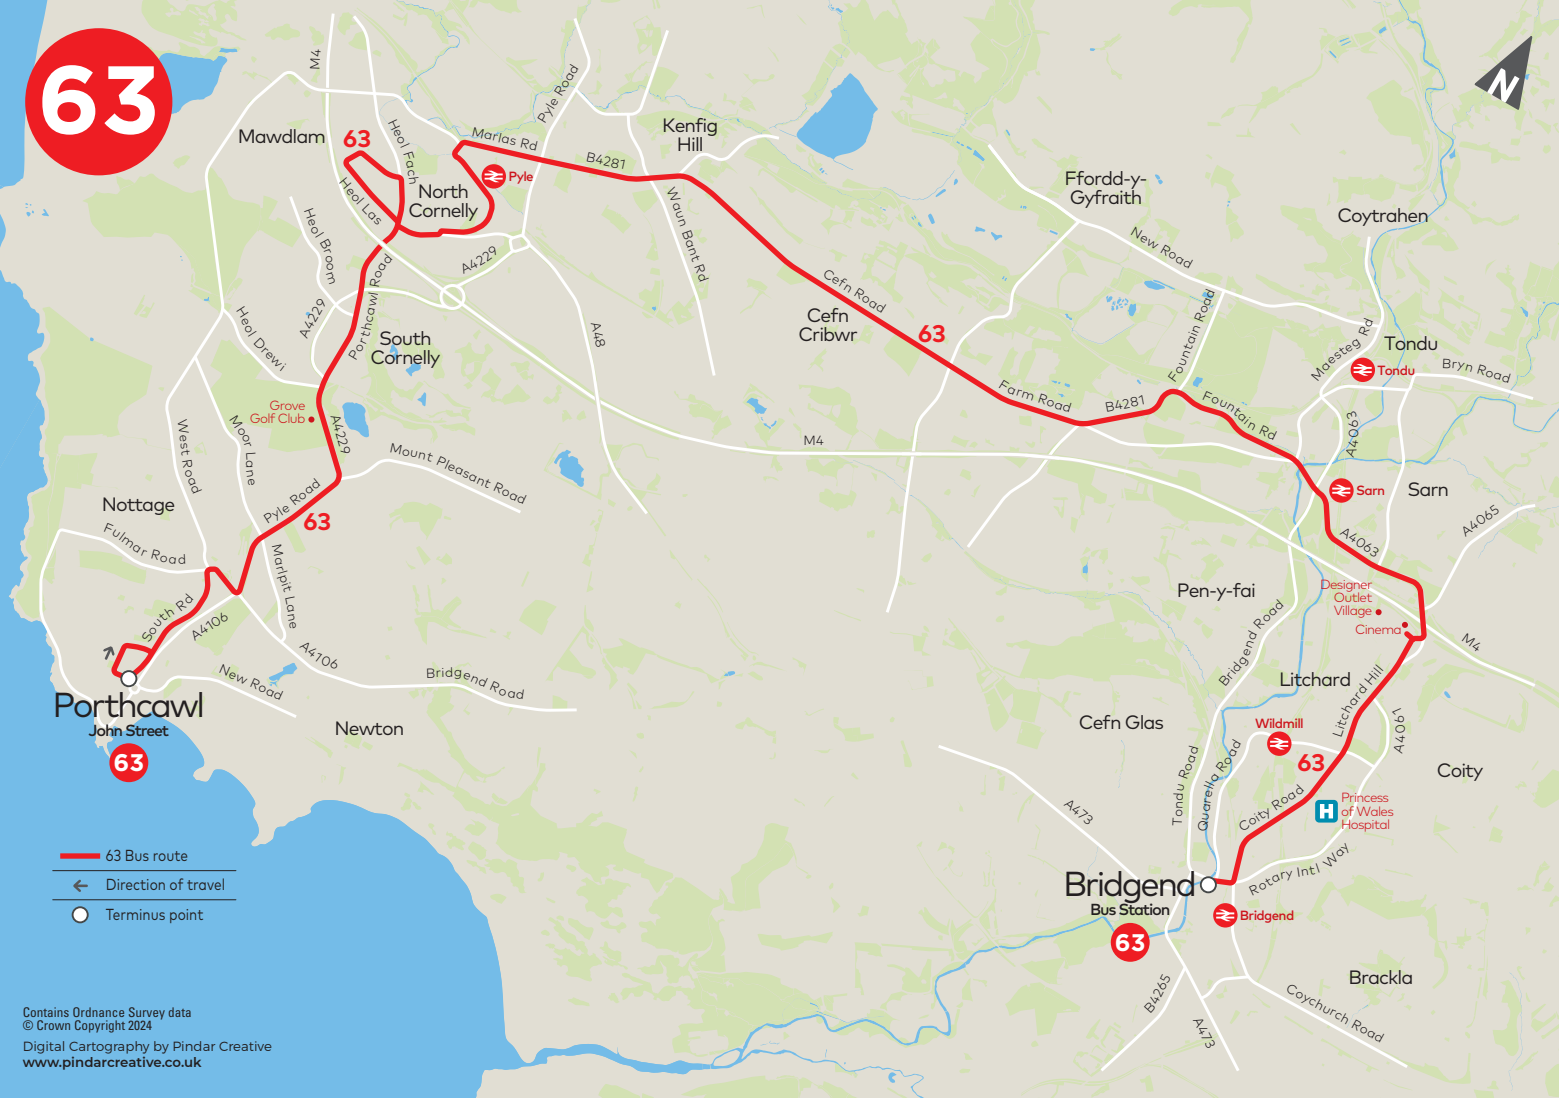 63
N
M4
Pyle Road
Mawdlam
63
Heol Fach
Marlas Rd
Kenfig
Hill
B4281
Pyle
Heol Las
North
Cornelly
Waun Bant Rd
Ffordd-y-
Gyfraith
Coytrahen
New Road
Heol Broom
A4229
Porthcawl Road
A4229
Heol Drewi
South
Cornelly
A48
Cefn Road
Cefn
Cribwr
63
Fountain Road
Maesteg Rd
Tondu
Tondu
Bryn Road
Farm Road
B4281
Fountain Rd
A4063
Grove
Golf Club
A4229
West Road
Moor Lane
M4
Mount Pleasant Road
Sarn
Sarn
Nottage
Pyle Road
63
A4065
Fulmar Road
A4063
Marlpit Lane
Pen-y-fai
Designer
Outlet
Village
Cinema
M4
South Rd
A4106
A4106
Bridgend Road
New Road
Bridgend Road
Litchard
Litchard Hill
Porthcawl
John Street
63
Newton
Cefn Glas
Wildmill
63
A4061
Coity
Tondu Road
Quarella Road
Coity Road
H
Princess
of Wales
Hospital
A473
Rotary Int'l Way
63 Bus route
Direction of travel
Terminus point
Bridgend
Bus Station
63
Bridgend
Brackla
B4265
A473
Coychurch Road
Contains Ordnance Survey data
© Crown Copyright 2024
Digital Cartography by Pindar Creative
www.pindarcreative.co.uk